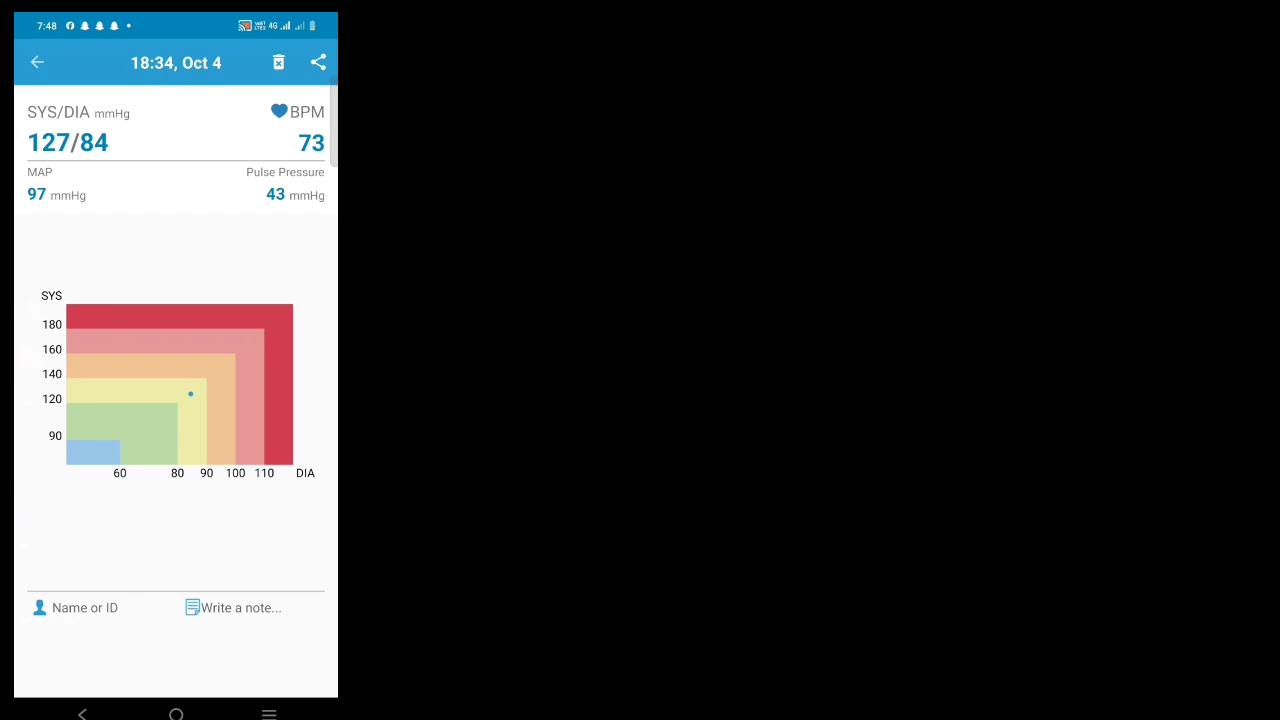 7:48 4G
18:34, Oct 4
SYS/DIA mmHg BPM
127/84 73
MAP Pulse Pressure
97 mmHg 43 mmHg
SYS
180
160
140
120
90
60 80 90 100 110 DIA
Name or ID Write a note...